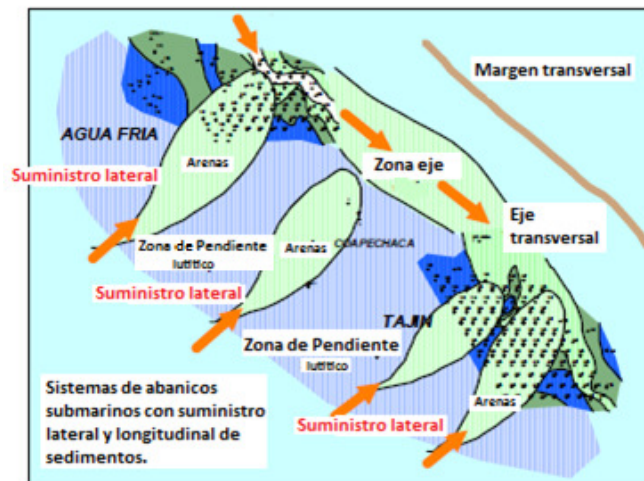 Margen transversal
AGUA FRIA
Arenas
Zona eje
Suministro lateral
Eje
transversal
Zona de Pendiente
lutítico
Arenas
COAPECHACA
Suministro lateral
TAJIN
Zona de Pendiente
lutítico
Sistemas de abanicos
submarinos con suministro
lateral y longitudinal de
sedimentos.
Arenas
Suministro lateral